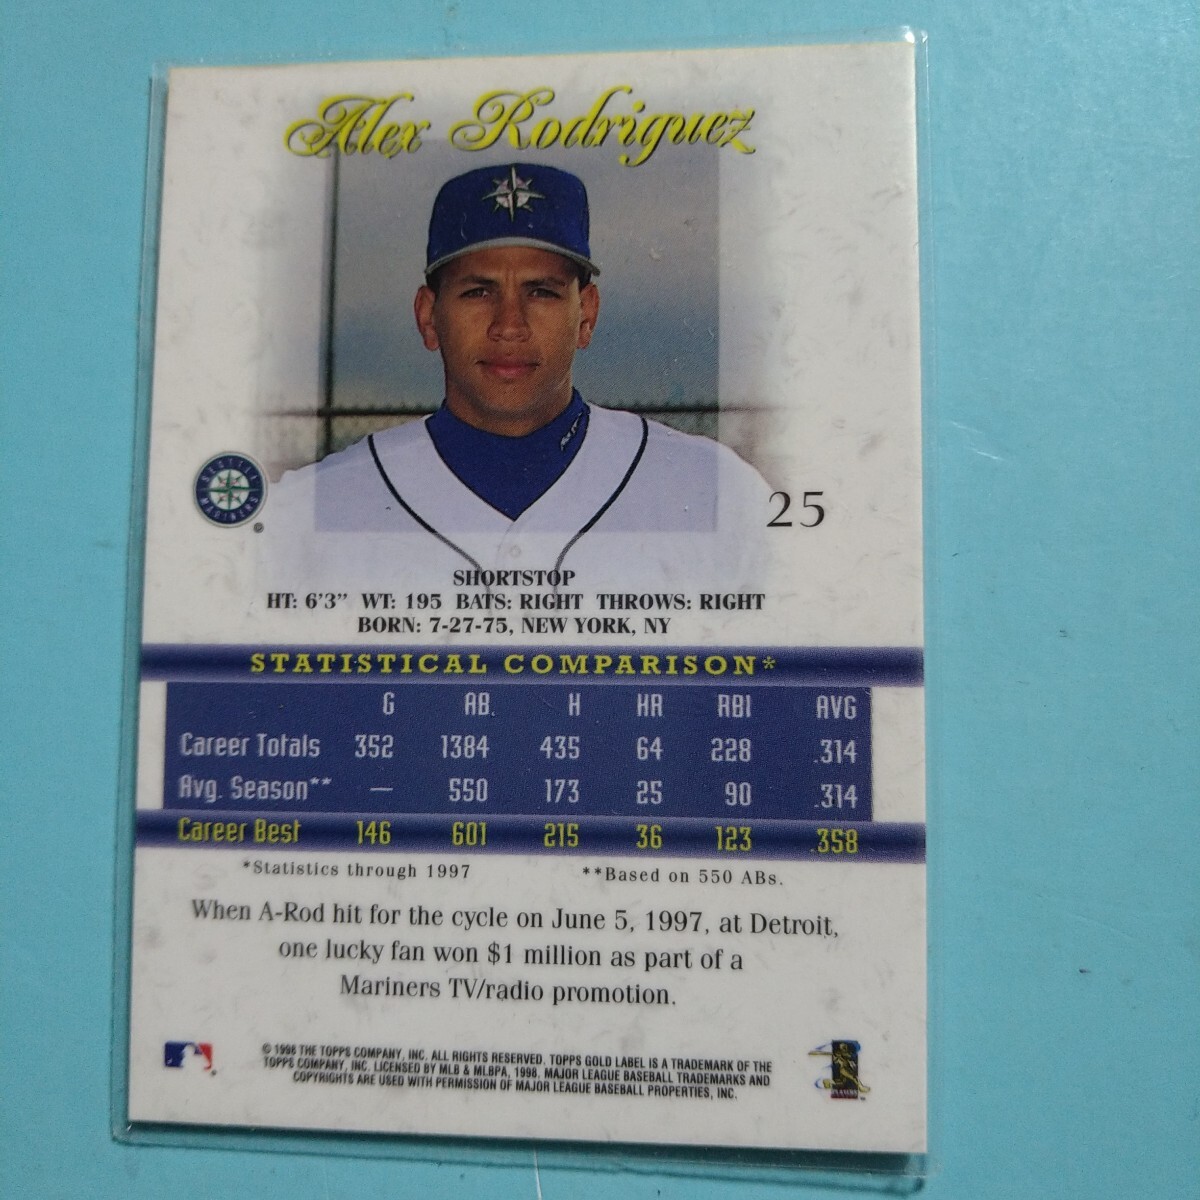 Alex Rodriguez
SEATTLE
MARINERS
25
SHORTSTOP
HT: 6'3" WT: 195 BATS: RIGHT THROWS: RIGHT
BORN: 7-27-75, NEW YORK, NY
STATISTICAL COMPARISON*
G AB. H HR RBI AVG
Career Totals 352 1384 435 64 228 .314
Avg. Season** — 550 173 25 90 .314
Career Best 146 601 215 36 123 .358
*Statistics through 1997 **Based on 550 ABs.
When A-Rod hit for the cycle on June 5, 1997, at Detroit,
one lucky fan won $1 million as part of a
Mariners TV/radio promotion.
© 1998 THE TOPPS COMPANY, INC. ALL RIGHTS RESERVED. TOPPS GOLD LABEL IS A TRADEMARK OF THE
TOPPS COMPANY, INC. LICENSED BY MLB & MLBPA, 1998. MAJOR LEAGUE BASEBALL TRADEMARKS AND
COPYRIGHTS ARE USED WITH PERMISSION OF MAJOR LEAGUE BASEBALL PROPERTIES, INC.